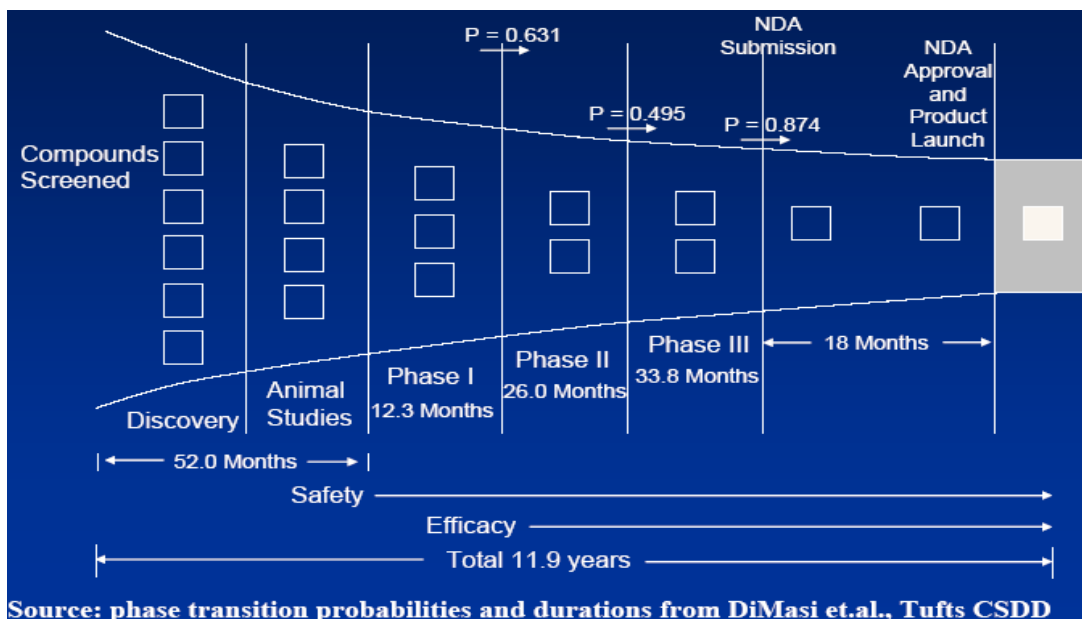 P = 0.631
NDA
Submission
NDA
Approval
and
Product
Launch
P = 0.495
P = 0.874
Compounds
Screened
Discovery
Animal
Studies
Phase I
12.3 Months
Phase II
26.0 Months
Phase III
33.8 Months
18 Months
52.0 Months
Safety
Efficacy
Total 11.9 years
Source: phase transition probabilities and durations from DiMasi et.al., Tufts CSDD